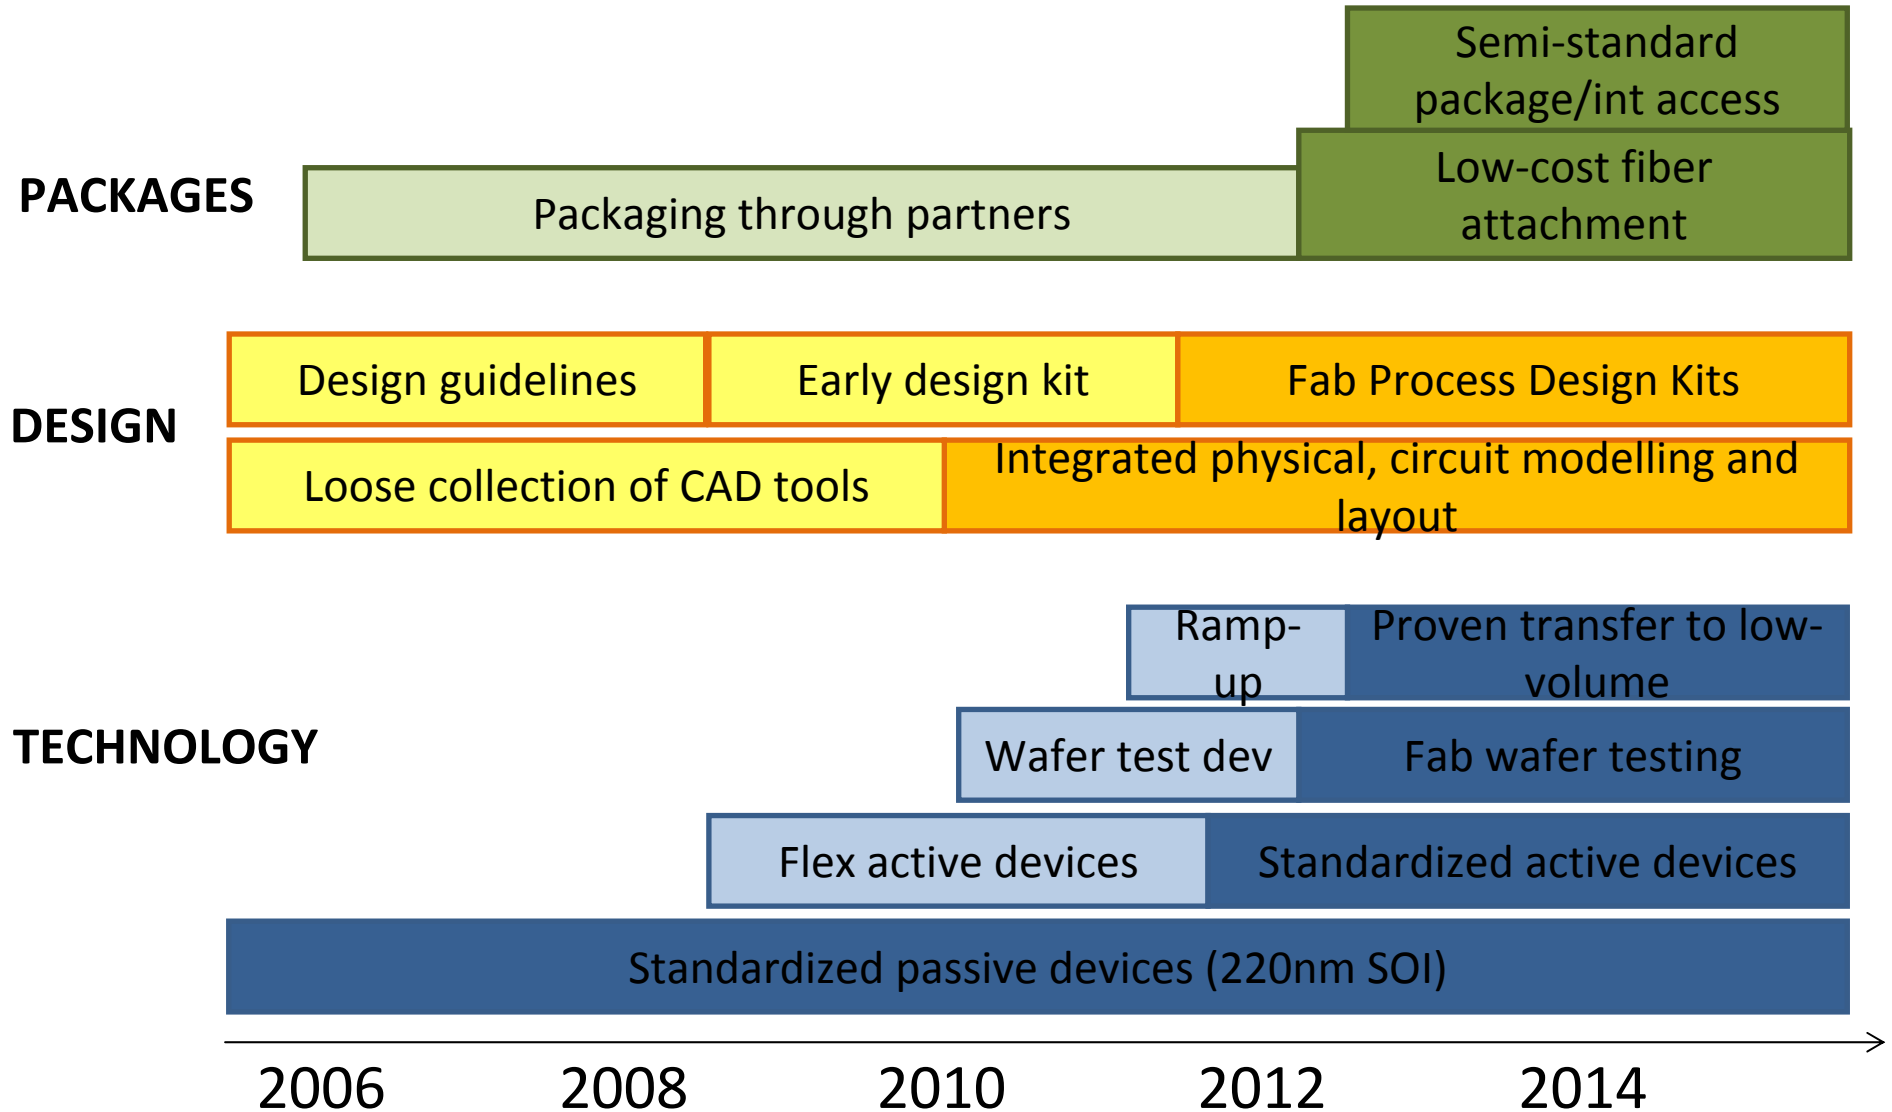 Semi-standard
package/int access
PACKAGES
Packaging through partners
Low-cost fiber
attachment
DESIGN
Design guidelines
Early design kit
Fab Process Design Kits
Loose collection of CAD tools
Integrated physical, circuit modelling and
layout
TECHNOLOGY
Ramp-
up
Proven transfer to low-
volume
Wafer test dev
Fab wafer testing
Flex active devices
Standardized active devices
Standardized passive devices (220nm SOI)
2006
2008
2010
2012
2014